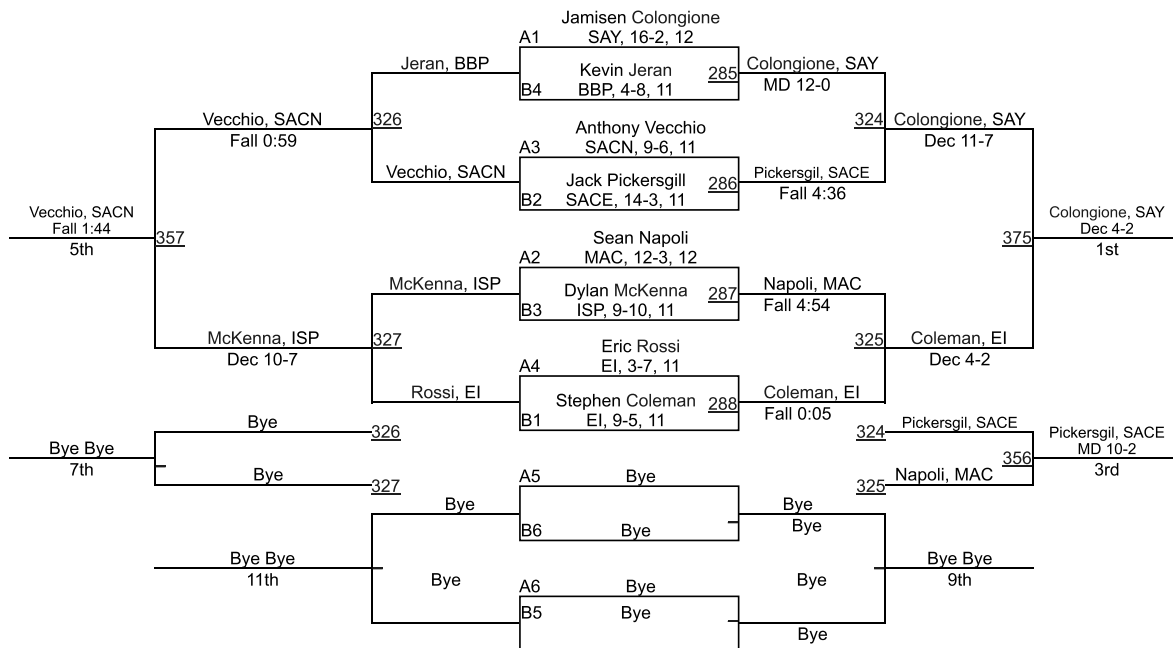 Jamisen Colongione
A1
SAY, 16-2, 12
Jeran, BBP
Kevin Jeran
285
Colongione, SAY
B4
BBP, 4-8, 11
MD 12-0
Vecchio, SACN
326
Fall 0:59
Anthony Vecchio
324
Colongione, SAY
Dec 11-7
A3
SACN, 9-6, 11
Vecchio, SACN
Jack Pickersgill
286
Pickersgil, SACE
B2
SACE, 14-3, 11
Fall 4:36
Vecchio, SACN
Fall 1:44
357
5th
Sean Napoli
375
Colongione, SAY
Dec 4-2
1st
A2
MAC, 12-3, 12
McKenna, ISP
Dylan McKenna
287
Napoli, MAC
B3
ISP, 9-10, 11
Fall 4:54
McKenna, ISP
327
Dec 10-7
Eric Rossi
325
Coleman, EI
Dec 4-2
A4
EI, 3-7, 11
Rossi, EI
Stephen Coleman
288
Coleman, EI
B1
EI, 9-5, 11
Fall 0:05
Bye
326
324
Pickersgil, SACE
Bye Bye
7th
356
Pickersgil, SACE
MD 10-2
3rd
Bye
327
325
Napoli, MAC
A5
Bye
Bye
B6
Bye
Bye
Bye
Bye Bye
11th
Bye Bye
9th
Bye
A6
Bye
Bye
B5
Bye
Bye